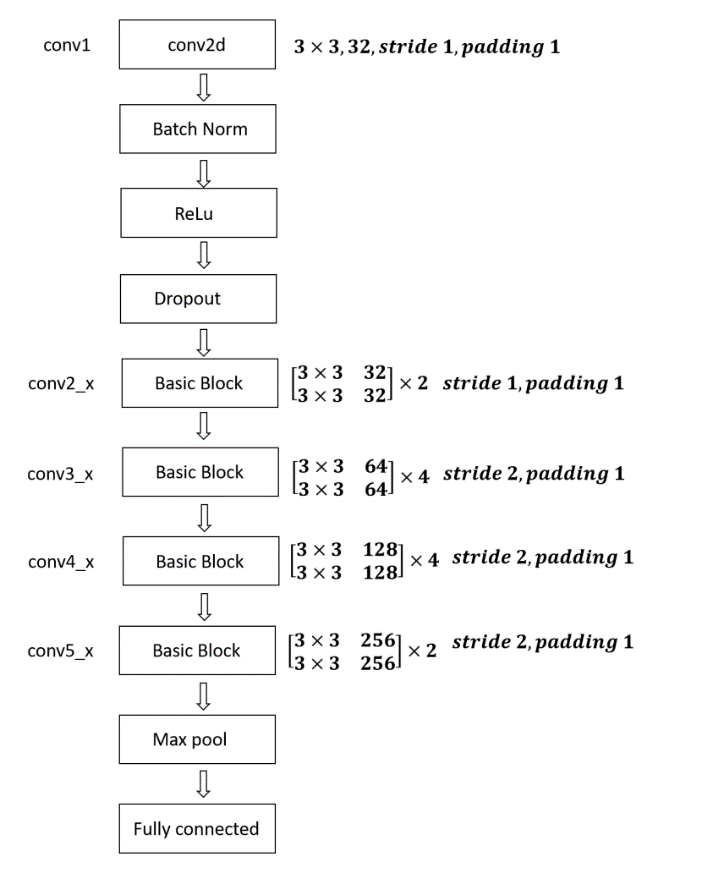 conv1 conv2d 3 × 3, 32, stride 1, padding 1
Batch Norm
ReLu
Dropout
conv2_x Basic Block [3 × 3 32
3 × 3 32] × 2 stride 1, padding 1
conv3_x Basic Block [3 × 3 64
3 × 3 64] × 4 stride 2, padding 1
conv4_x Basic Block [3 × 3 128
3 × 3 128] × 4 stride 2, padding 1
conv5_x Basic Block [3 × 3 256
3 × 3 256] × 2 stride 2, padding 1
Max pool
Fully connected